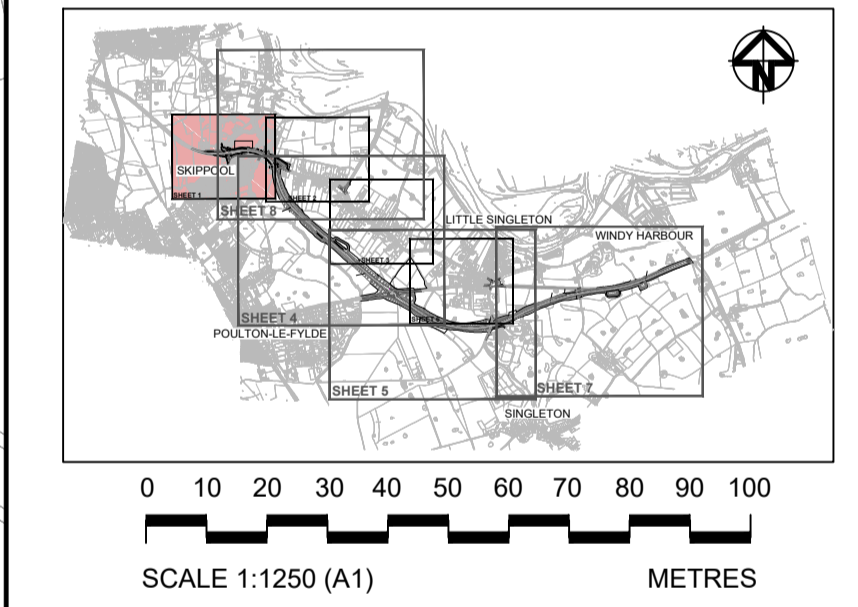 N
SKIPPOOL
SHEET 1
SHEET 2
SHEET 8
LITTLE SINGLETON
WINDY HARBOUR
SHEET 3
SHEET 4
SHEET 4
POULTON-LE-FYLDE
SHEET 5
SHEET 7
SINGLETON
0 10 20 30 40 50 60 70 80 90 100
SCALE 1:1250 (A1) METRES